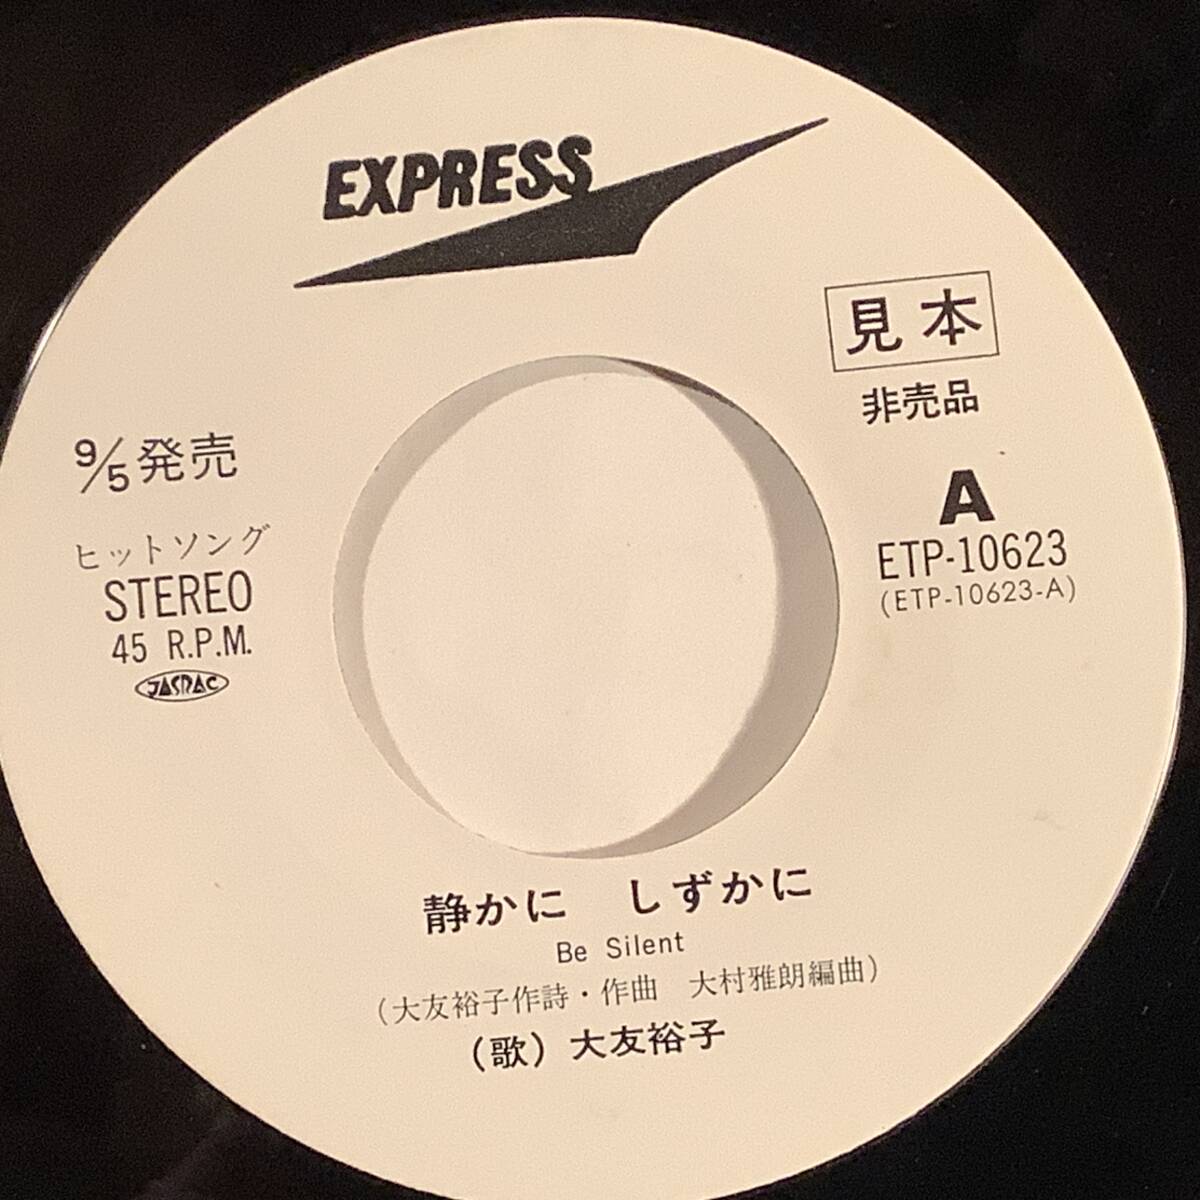 EXPRESS
見本
非売品
9/5発売
ヒットソング
STEREO
45 R.P.M.
JASRAC
A
ETP-10623
(ETP-10623-A)
静かに しずかに
Be Silent
(大友裕子作詩・作曲 大村雅朗編曲)
(歌)大友裕子